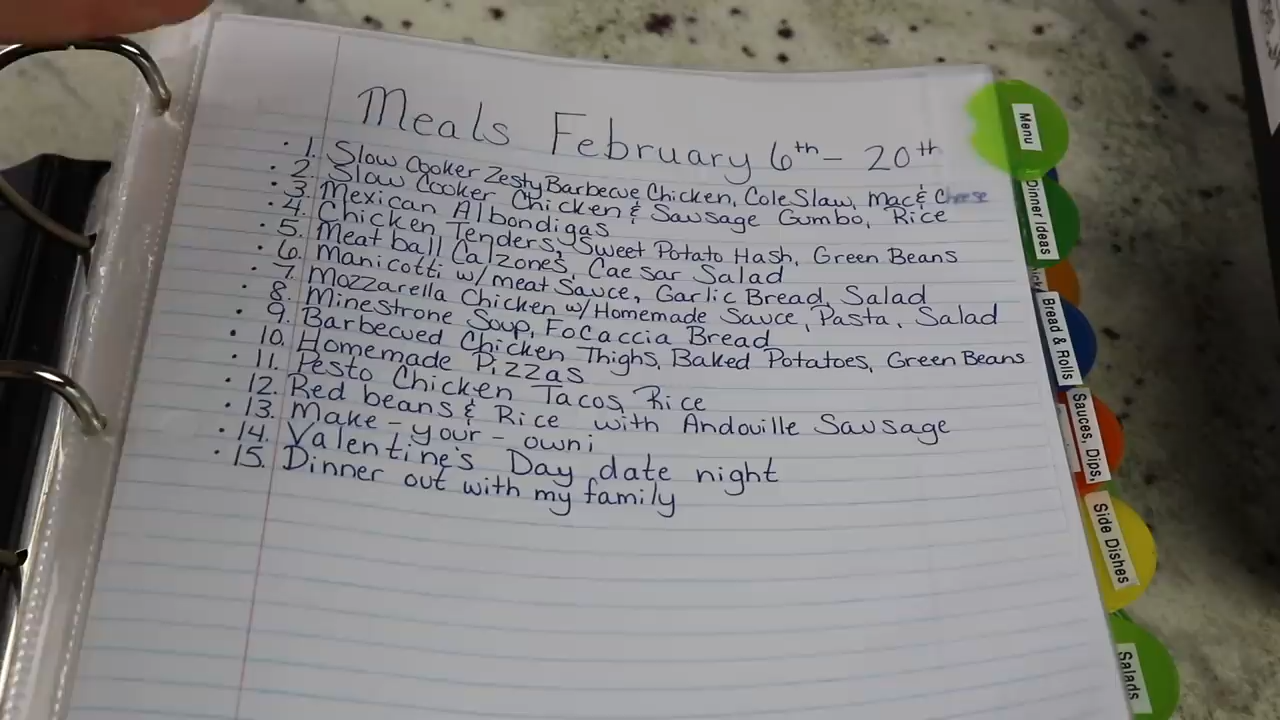 Meals February 6th - 20th
· 1. Slow Cooker Zesty Barbecue Chicken, Cole Slaw, Mac & Cheese
· 2. Slow Cooker Chicken & Sausage Gumbo, Rice
· 3. Mexican Albondigas
· 4. Chicken Tenders, Sweet Potato Hash, Green Beans
· 5. Meatball Calzones, Caesar Salad
· 6. Manicotti w/ meat Sauce, Garlic Bread, Salad
· 7. Mozzarella Chicken w/ Homemade Sauce, Pasta, Salad
· 8. Minestrone Soup, Focaccia Bread
· 9. Barbecued Chicken Thighs, Baked Potatoes, Green Beans
· 10. Homemade Pizzas
· 11. Pesto Chicken Tacos, Rice
· 12. Red beans & Rice with Andouille Sausage
· 13. Make-your-own;
· 14. Valentine's Day date night
· 15. Dinner out with my family
Menu
Dinner Ideas
Bread & Rolls
Sauces, Dips,
Side Dishes
Salads